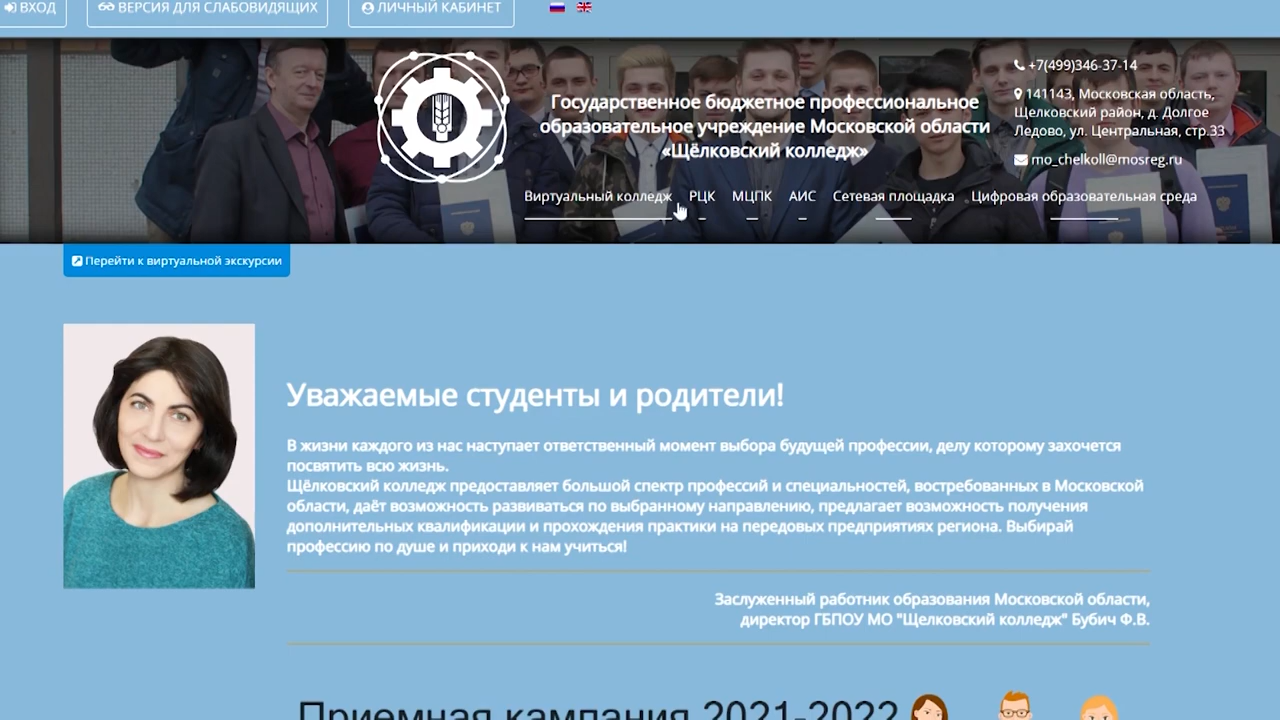 ВХОД
ВЕРСИЯ ДЛЯ СЛАБОВИДЯЩИХ
ЛИЧНЫЙ КАБИНЕТ
Государственное бюджетное профессиональное
образовательное учреждение Московской области
«Щёлковский колледж»
+7(499)346-37-14
141143, Московская область,
Щелковский район, д. Долгое
Ледово, ул. Центральная, стр.33
mo_chelkoll@mosreg.ru
Виртуальный колледж РЦК МЦПК АИС Сетевая площадка Цифровая образовательная среда
Перейти к виртуальной экскурсии
Уважаемые студенты и родители!
В жизни каждого из нас наступает ответственный момент выбора будущей профессии, делу которому захочется
посвятить всю жизнь.
Щёлковский колледж предоставляет большой спектр профессий и специальностей, востребованных в Московской
области, даёт возможность развиваться по выбранному направлению, предлагает возможность получения
дополнительных квалификации и прохождения практики на передовых предприятиях региона. Выбирай
профессию по душе и приходи к нам учиться!
Заслуженный работник образования Московской области,
директор ГБПОУ МО "Щелковский колледж" Бубич Ф.В.
Приемная кампания 2021-2022